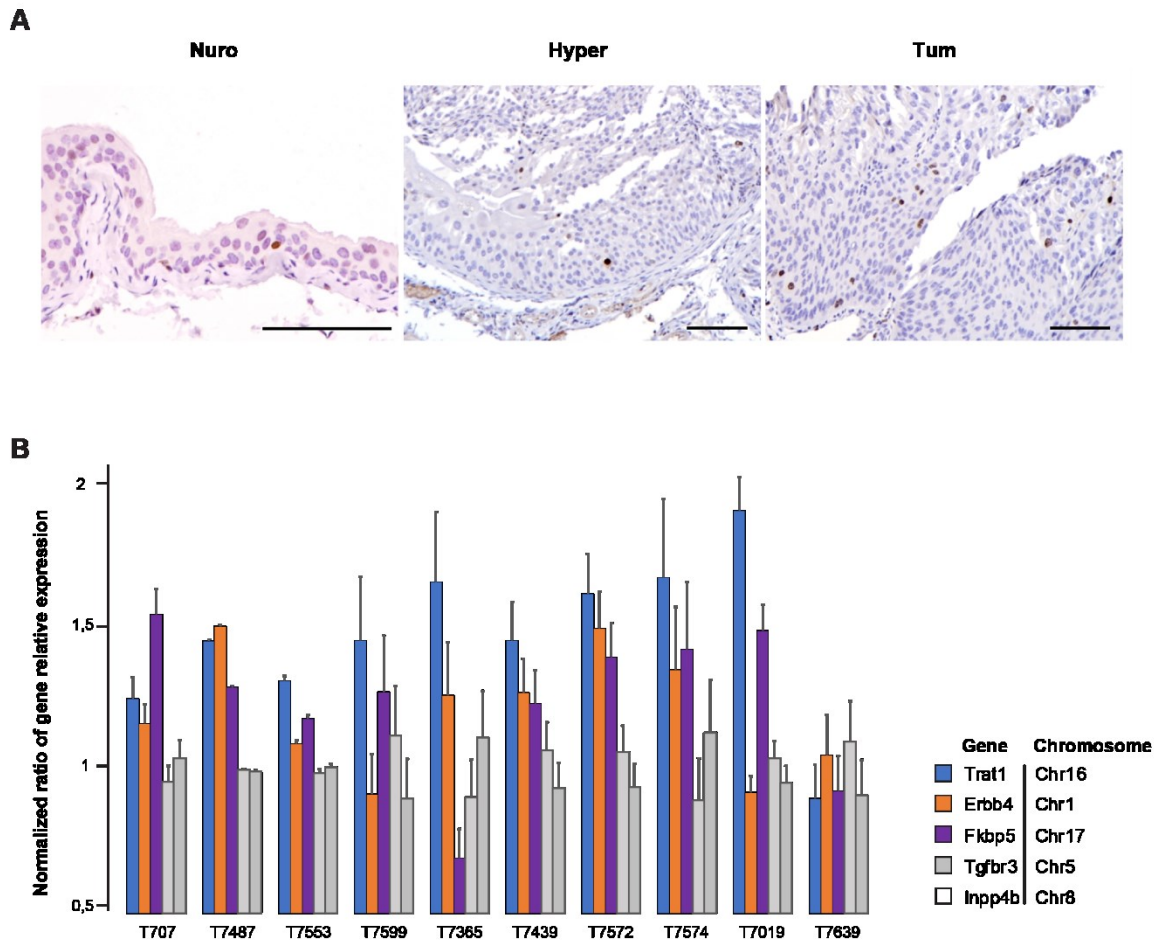 A
Nuro Hyper Tum
B
Normalized ratio of gene relative expression
2
1,5
1
0,5
T707 T7487 T7553 T7599 T7365 T7439 T7572 T7574 T7019 T7639
Gene Chromosome
Trat1 Chr16
Erbb4 Chr1
Fkbp5 Chr17
Tgfbr3 Chr5
Inpp4b Chr8